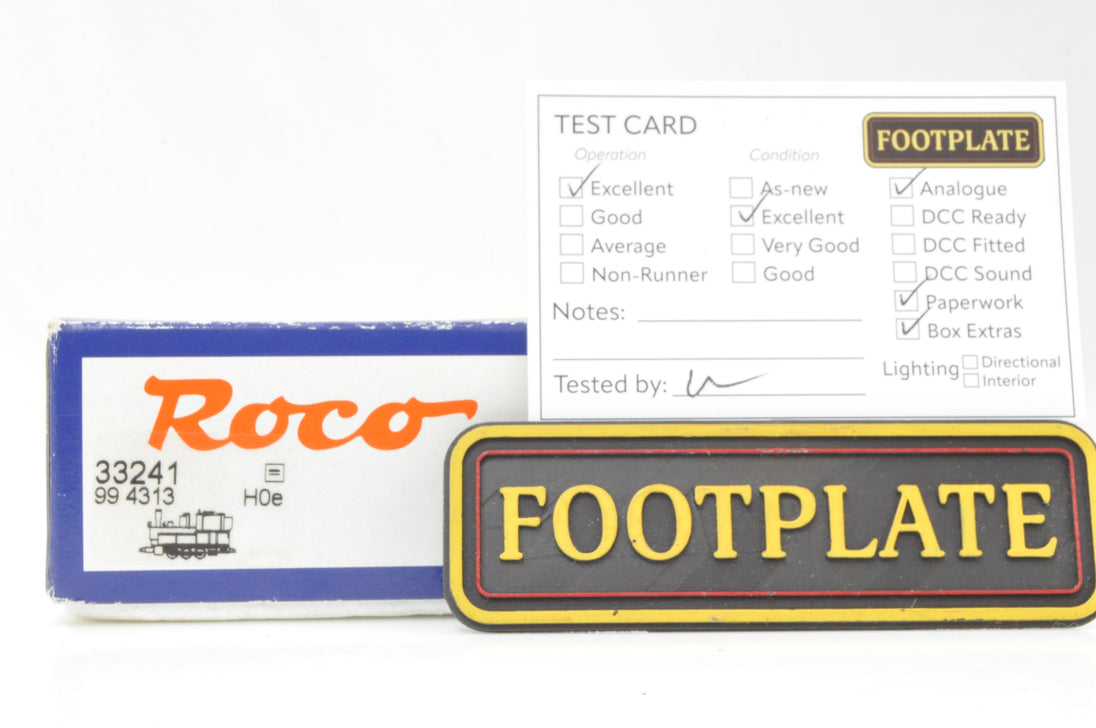 TEST CARD
FOOTPLATE
Operation
Excellent
Good
Average
Non-Runner
Condition
As-new
Excellent
Very Good
Good
Analogue
DCC Ready
DCC Fitted
DCC Sound
Paperwork
Box Extras
Notes:
Lighting
Directional
Interior
Tested by:
Roco
33241
99 4313
H0e
FOOTPLATE